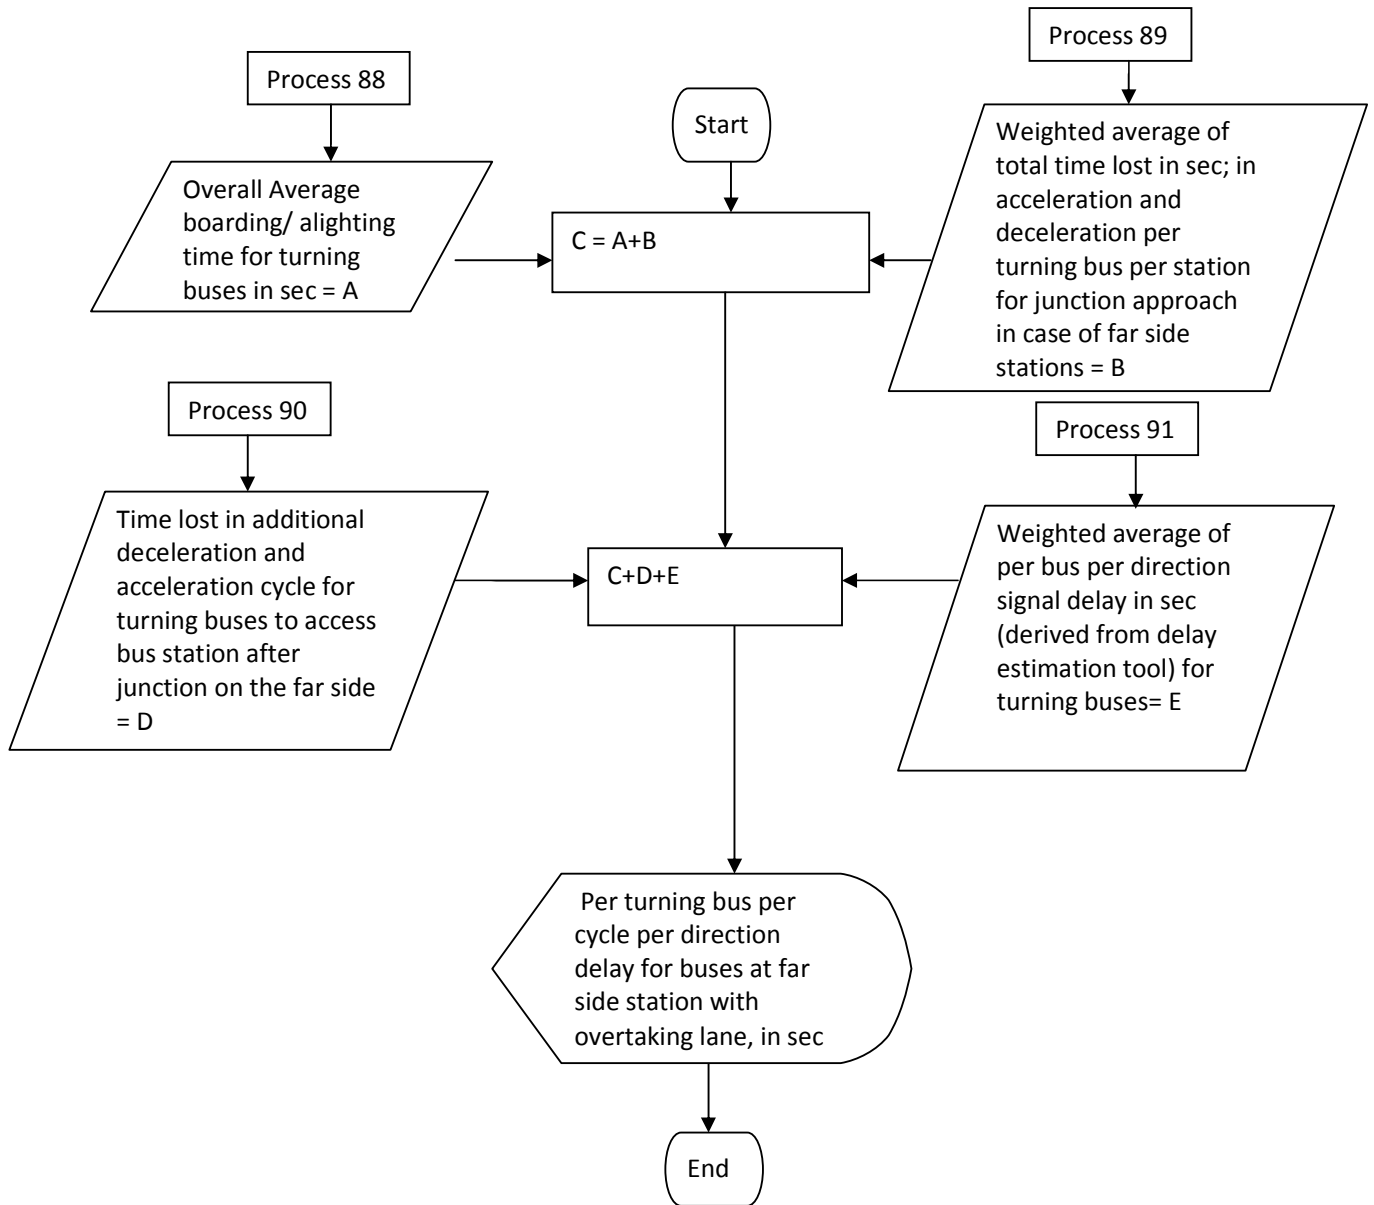 Process 88
Start
Process 89
Overall Average
boarding/ alighting
time for turning
buses in sec = A
C = A+B
Weighted average of
total time lost in sec; in
acceleration and
deceleration per
turning bus per station
for junction approach
in case of far side
stations = B
Process 90
Process 91
Time lost in additional
deceleration and
acceleration cycle for
turning buses to access
bus station after
junction on the far side
= D
C+D+E
Weighted average of
per bus per direction
signal delay in sec
(derived from delay
estimation tool) for
turning buses= E
Per turning bus per
cycle per direction
delay for buses at far
side station with
overtaking lane, in sec
End